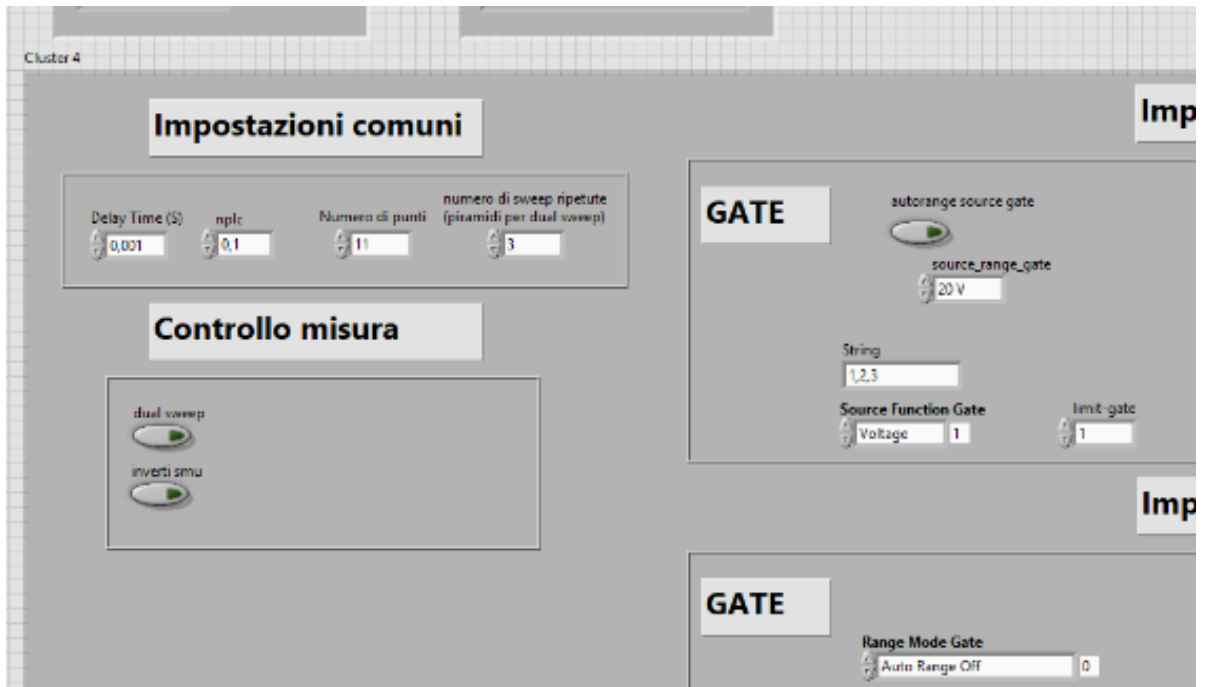 Cluster 4
Impostazioni comuni
Delay Time (S)
0,001
nplc
0,1
Numero di punti
11
numero di sweep ripetute
(piramidi per dual sweep)
3
Controllo misura
dual sweep
inverti smu
Imp
GATE
autorange source gate
source_range_gate
20 V
String
1,2,3
Source Function Gate
Voltage 1
limit-gate
1
Imp
GATE
Range Mode Gate
Auto Range Off 0